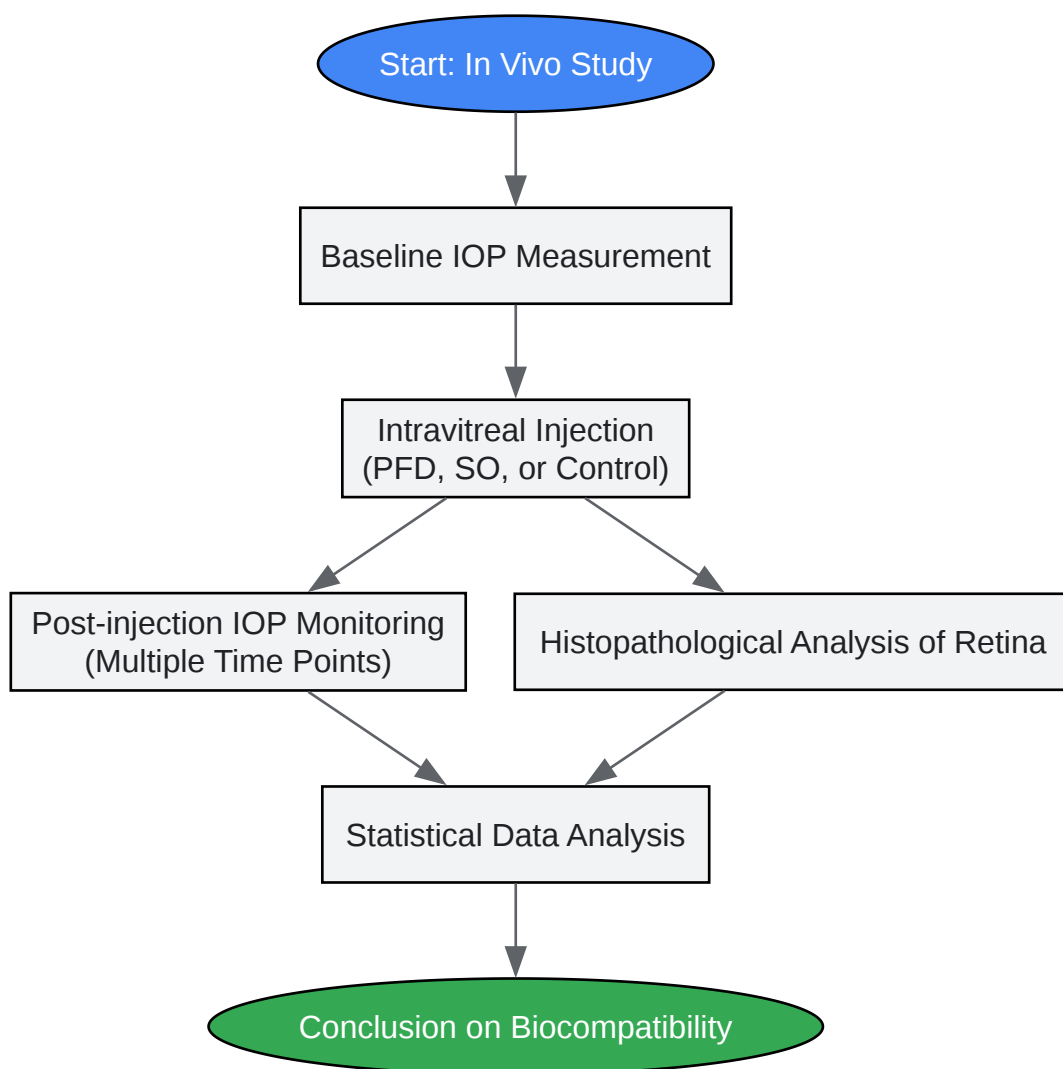 Start: In Vivo Study
Baseline IOP Measurement
Intravitreal Injection
(PFD, SO, or Control)
Post-injection IOP Monitoring
(Multiple Time Points)
Histopathological Analysis of Retina
Statistical Data Analysis
Conclusion on Biocompatibility